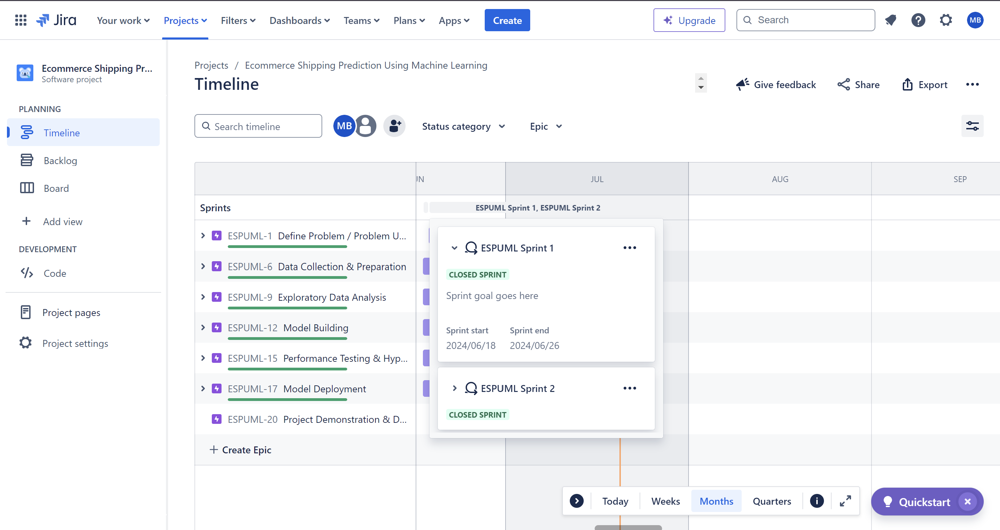 Jira
Your work
Projects
Filters
Dashboards
Teams
Plans
Apps
Create
Upgrade
Search
MB
Ecommerce Shipping Pr...
Software project
PLANNING
Timeline
Backlog
Board
Add view
DEVELOPMENT
Code
Project pages
Project settings
Projects / Ecommerce Shipping Prediction Using Machine Learning
Timeline
Give feedback
Share
Export
Search timeline
MB
Status category
Epic
UN
JUL
AUG
SEP
Sprints
ESPUML Sprint 1, ESPUML Sprint 2
ESPUML-1 Define Problem / Problem U...
ESPUML-6 Data Collection & Preparation
ESPUML-9 Exploratory Data Analysis
ESPUML-12 Model Building
ESPUML-15 Performance Testing & Hyp...
ESPUML-17 Model Deployment
ESPUML-20 Project Demonstration & D...
+ Create Epic
ESPUML Sprint 1
CLOSED SPRINT
Sprint goal goes here
Sprint start Sprint end
2024/06/18 2024/06/26
ESPUML Sprint 2
CLOSED SPRINT
Today
Weeks
Months
Quarters
Quickstart